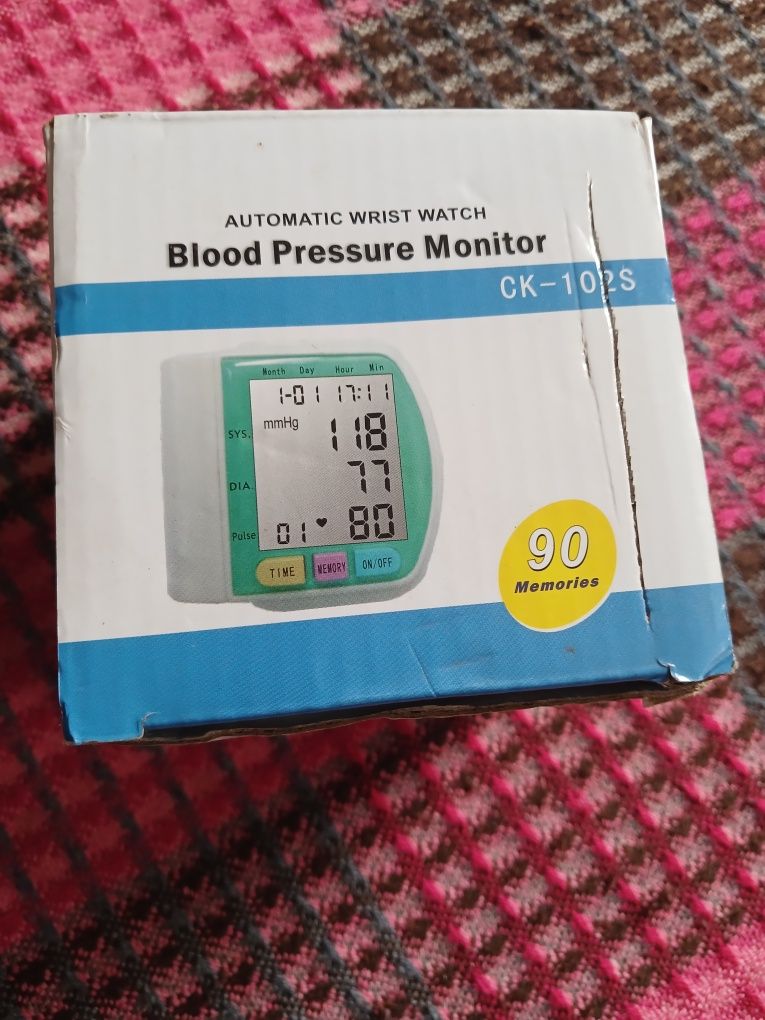 AUTOMATIC WRIST WATCH
Blood Pressure Monitor
CK-102S
Month Day Hour Min
1-01 17:11
mmHg
SYS. 118
DIA. 77
Pulse 01 ♥ 80
TIME MEMORY ON/OFF
90
Memories